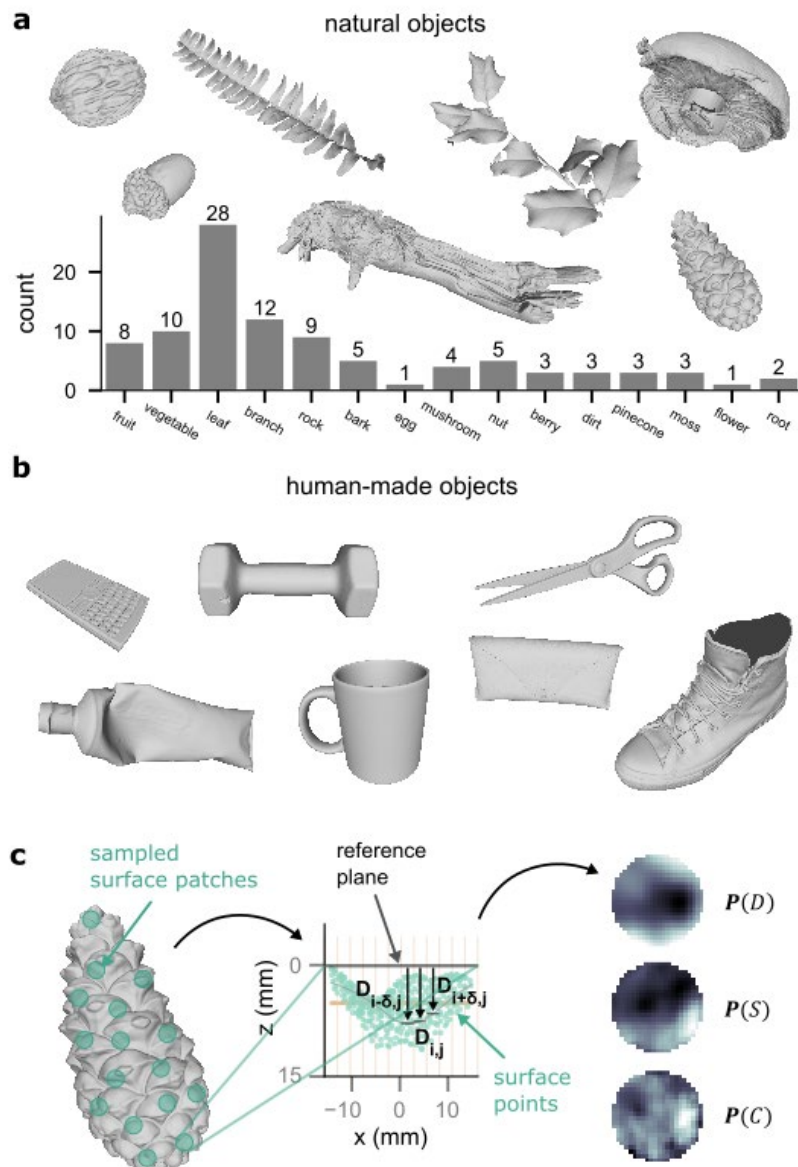 a
natural objects
count
20
10
0
8
10
28
12
9
5
1
4
5
3
3
3
3
1
2
fruit
vegetable
leaf
branch
rock
bark
egg
mushroom
nut
berry
dirt
pinecone
moss
flower
root
b
human-made objects
c
sampled
surface patches
reference
plane
z (mm)
0
15
D i-δ,j
D i+δ,j
D i,j
surface
points
−10
0
10
x (mm)
P(D)
P(S)
P(C)